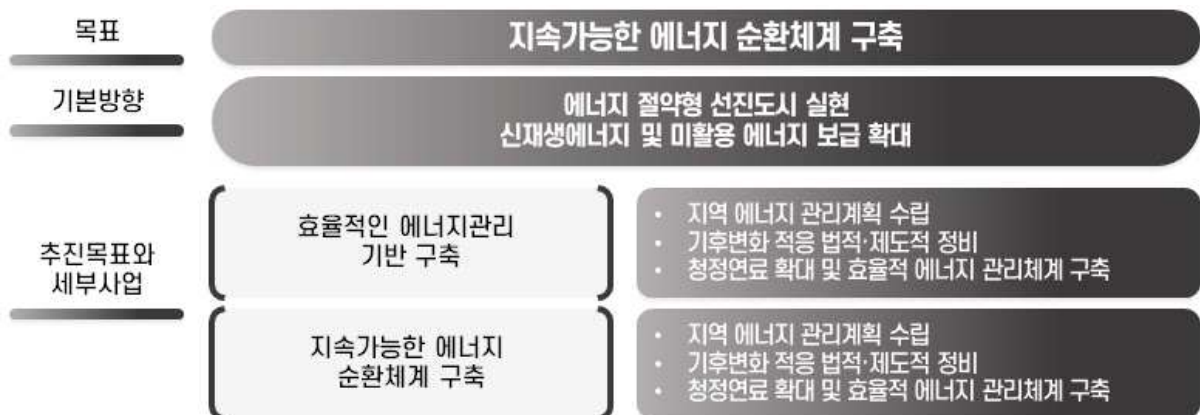 목표
지속가능한 에너지 순환체계 구축
기본방향
에너지 절약형 선진도시 실현
신재생에너지 및 미활용 에너지 보급 확대
추진목표와
세부사업
효율적인 에너지관리
기반 구축
• 지역 에너지 관리계획 수립
• 기후변화 적응 법적·제도적 정비
• 청정연료 확대 및 효율적 에너지 관리체계 구축
지속가능한 에너지
순환체계 구축
• 지역 에너지 관리계획 수립
• 기후변화 적응 법적·제도적 정비
• 청정연료 확대 및 효율적 에너지 관리체계 구축